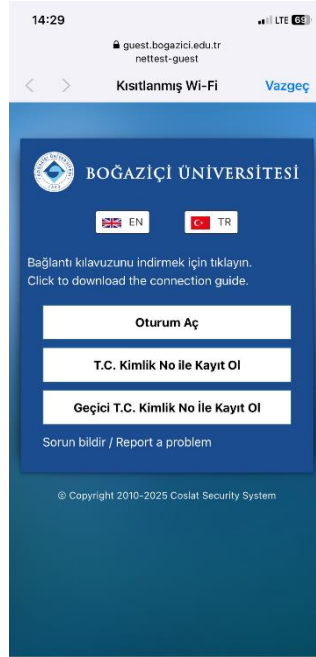 14:29
LTE 69
guest.bogazici.edu.tr
nettest-guest
Kısıtlanmış Wi-Fi
Vazgeç
BOĞAZİÇİ ÜNİVERSİTESİ
EN
TR
Bağlantı kılavuzunu indirmek için tıklayın.
Click to download the connection guide.
Oturum Aç
T.C. Kimlik No ile Kayıt Ol
Geçici T.C. Kimlik No İle Kayıt Ol
Sorun bildir / Report a problem
© Copyright 2010-2025 Coslat Security System